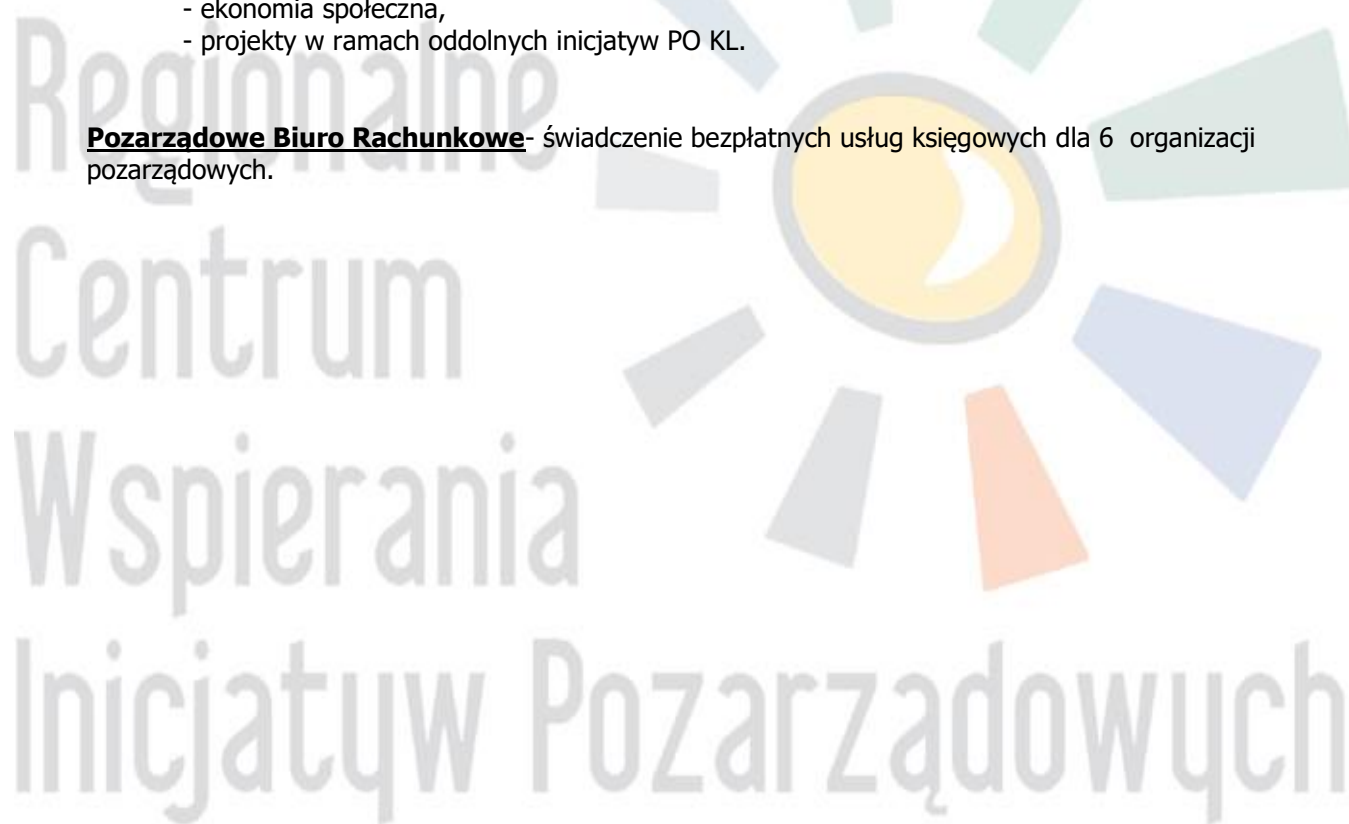 - ekonomia społeczna,
- projekty w ramach oddolnych inicjatyw PO KL.
Pozarządowe Biuro Rachunkowe- świadczenie bezpłatnych usług księgowych dla 6 organizacji
pozarządowych.
Regionalne
Centrum
Wspierania
Inicjatyw Pozarządowych